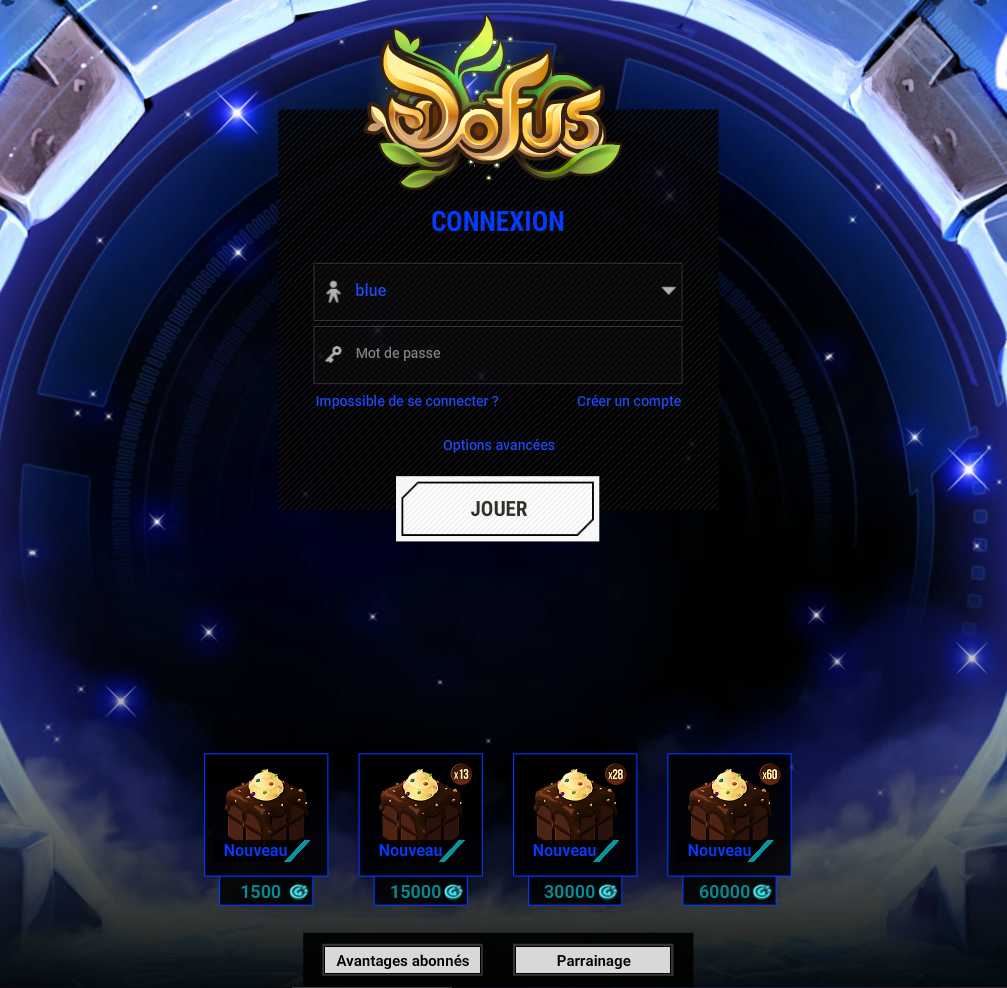 Dofus
CONNEXION
blue
Mot de passe
Impossible de se connecter ? Créer un compte
Options avancées
JOUER
x13 x28 x60
Nouveau Nouveau Nouveau Nouveau
1500 15000 30000 60000
Avantages abonnés Parrainage